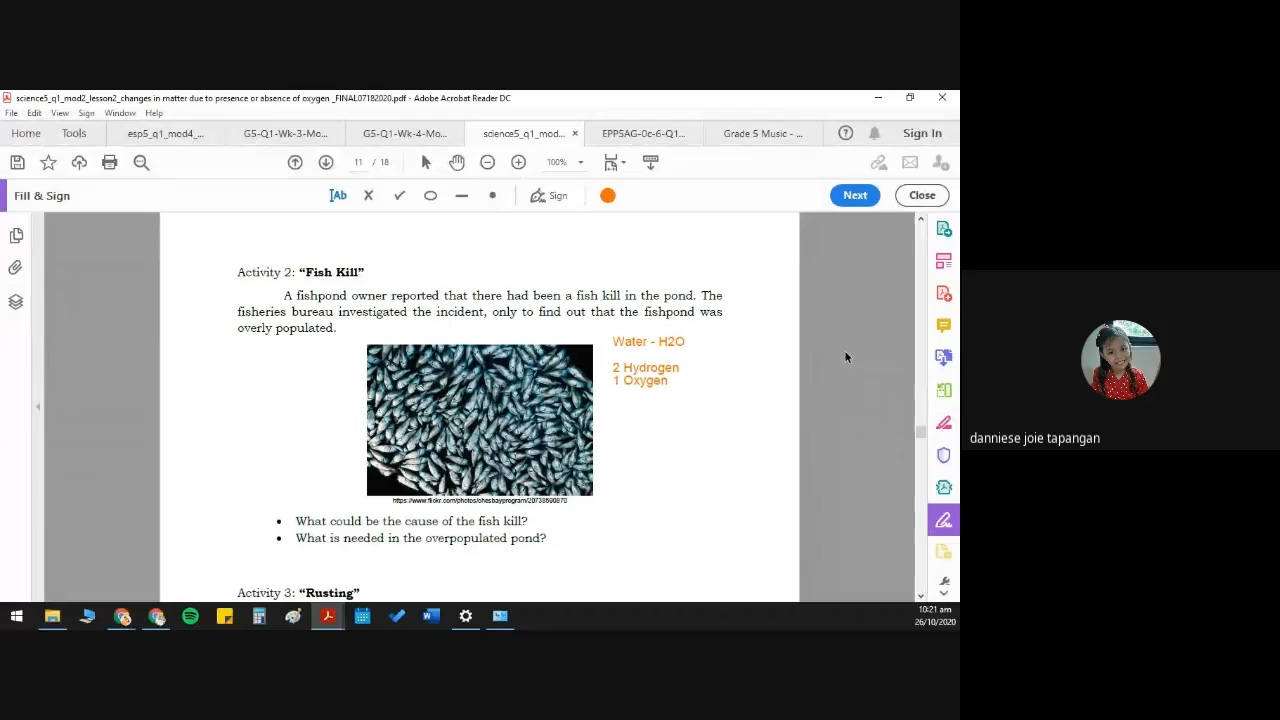 science5_q1_mod2_lesson2_changes in matter due to presence or absence of oxygen _FINAL07182020.pdf - Adobe Acrobat Reader DC
File Edit View Sign Window Help
Home Tools esp5_q1_mod4_... G5-Q1-Wk-3-Mo... G5-Q1-Wk-4-Mo... science5_q1_mod... × EPP5AG-0c-6-Q1... Grade 5 Music - ... Sign In
11 / 18 100%
Fill & Sign Ab Sign Next Close
Activity 2: “Fish Kill”
A fishpond owner reported that there had been a fish kill in the pond. The
fisheries bureau investigated the incident, only to find out that the fishpond was
overly populated.
Water - H2O
2 Hydrogen
1 Oxygen
• What could be the cause of the fish kill?
• What is needed in the overpopulated pond?
Activity 3: “Rusting”
10:21 am
26/10/2020
danniese joie tapangan